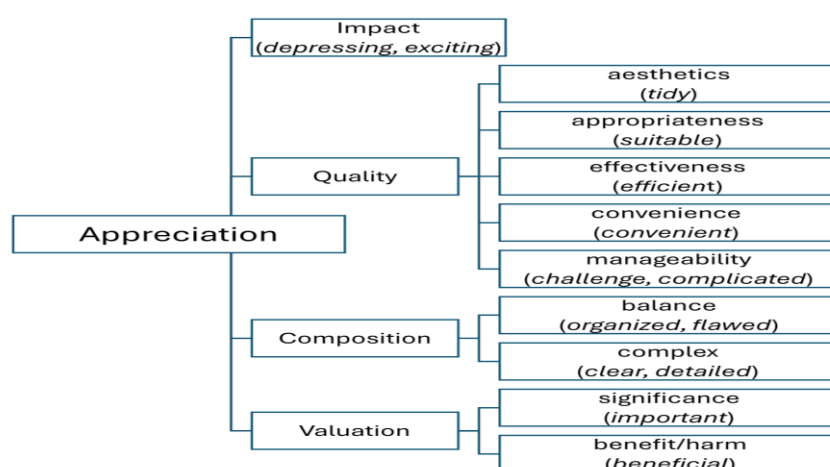 Impact
(depressing, exciting)
aesthetics
(tidy)
appropriateness
(suitable)
Quality
effectiveness
(efficient)
convenience
(convenient)
Appreciation
manageability
(challenge, complicated)
balance
(organized, flawed)
Composition
complex
(clear, detailed)
significance
(important)
Valuation
benefit/harm
(beneficial)